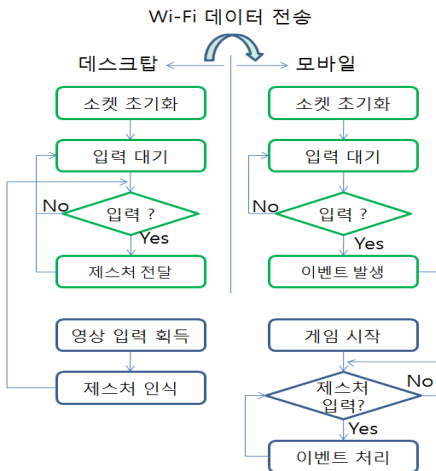 Wi-Fi 데이터 전송
데스크탑
모바일
소켓 초기화
소켓 초기화
입력 대기
입력 대기
No
입력 ?
No
입력 ?
Yes
Yes
제스처 전달
이벤트 발생
영상 입력 획득
게임 시작
제스처 인식
제스처
입력?
No
Yes
이벤트 처리